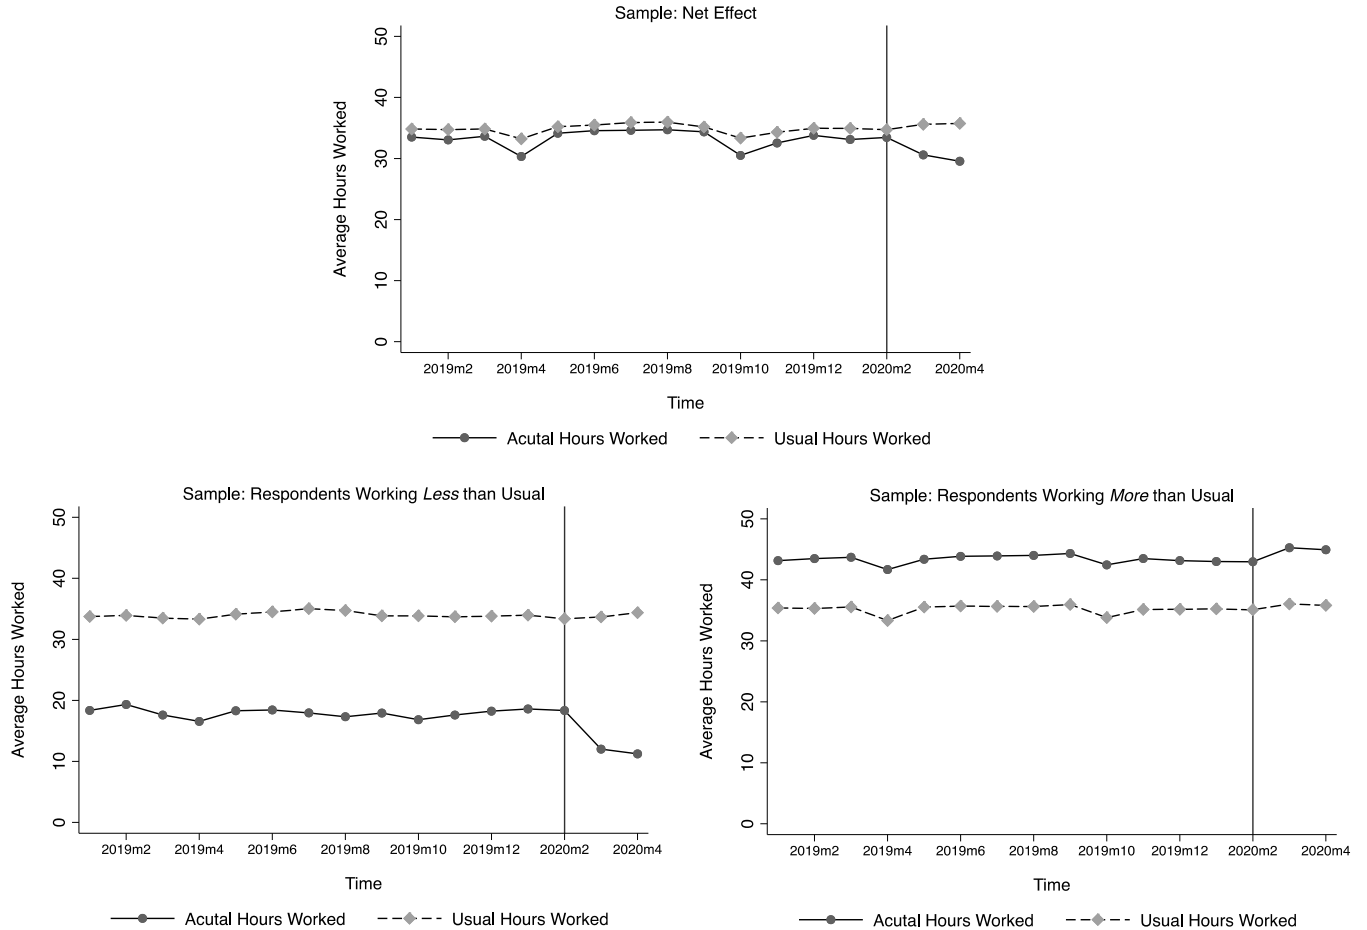 Sample: Net Effect
Average Hours Worked
50
40
30
20
10
0
2019m2 2019m4 2019m6 2019m8 2019m10 2019m12 2020m2 2020m4
Time
Acutal Hours Worked Usual Hours Worked
Sample: Respondents Working Less than Usual
Average Hours Worked
50
40
30
20
10
0
2019m2 2019m4 2019m6 2019m8 2019m10 2019m12 2020m2 2020m4
Time
Acutal Hours Worked Usual Hours Worked
Sample: Respondents Working More than Usual
Average Hours Worked
50
40
30
20
10
0
2019m2 2019m4 2019m6 2019m8 2019m10 2019m12 2020m2 2020m4
Time
Acutal Hours Worked Usual Hours Worked